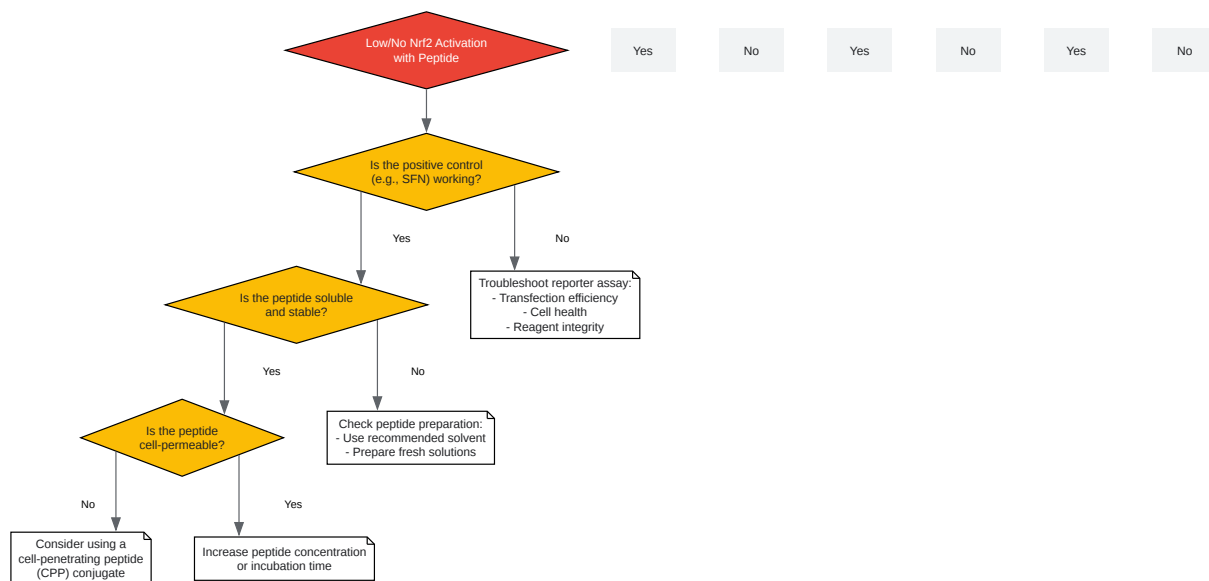 Low/No Nrf2 Activation
with Peptide
Yes
No
Yes
No
Yes
No
Is the positive control
(e.g., SFN) working?
Yes
No
Is the peptide soluble
and stable?
Troubleshoot reporter assay:
- Transfection efficiency
- Cell health
- Reagent integrity
Yes
No
Is the peptide
cell-permeable?
Check peptide preparation:
- Use recommended solvent
- Prepare fresh solutions
No
Yes
Consider using a
cell-penetrating peptide
(CPP) conjugate
Increase peptide concentration
or incubation time